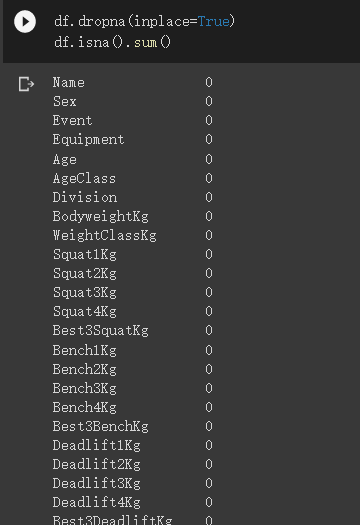 df.dropna(inplace=True)
df.isna().sum()
Name 0
Sex 0
Event 0
Equipment 0
Age 0
AgeClass 0
Division 0
BodyweightKg 0
WeightClassKg 0
Squat1Kg 0
Squat2Kg 0
Squat3Kg 0
Squat4Kg 0
Best3SquatKg 0
Bench1Kg 0
Bench2Kg 0
Bench3Kg 0
Bench4Kg 0
Best3BenchKg 0
Deadlift1Kg 0
Deadlift2Kg 0
Deadlift3Kg 0
Deadlift4Kg 0
Best3DeadliftKg 0